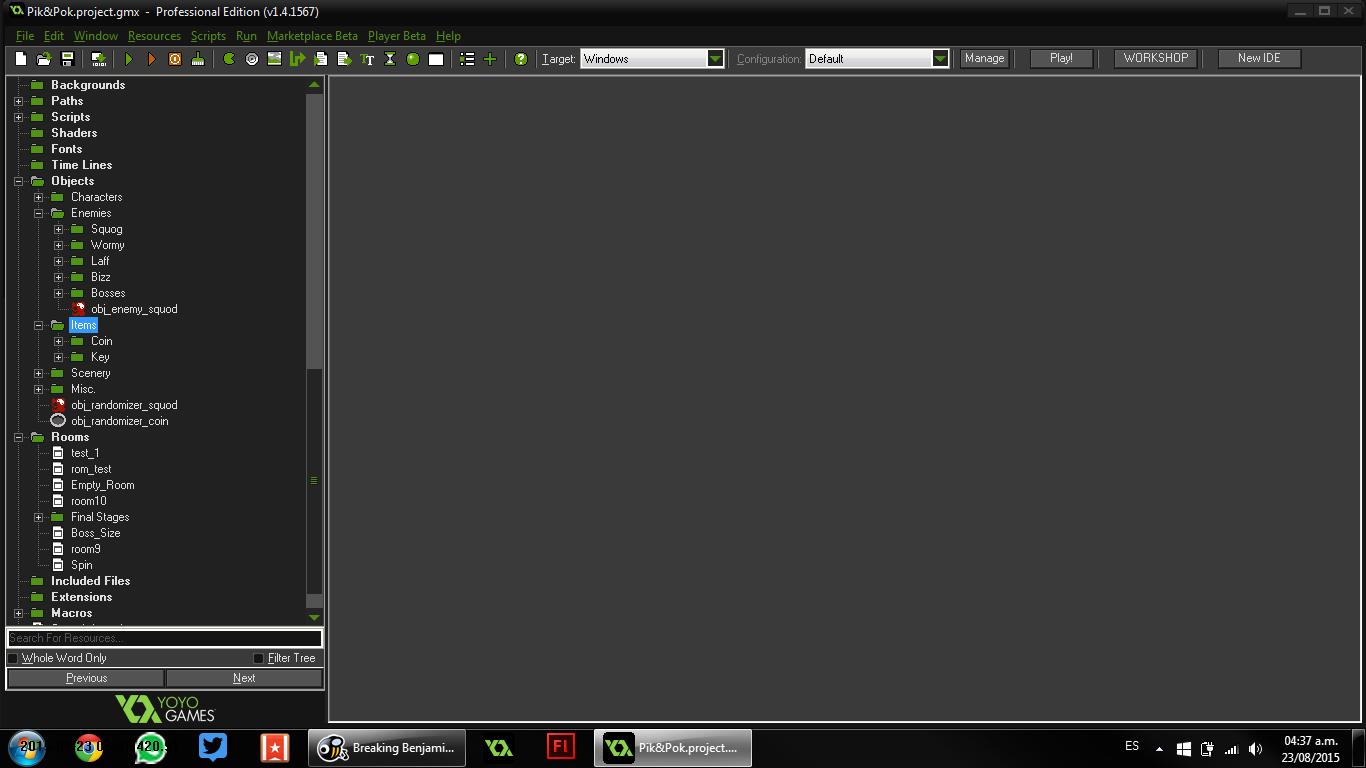 Pik&Pok.project.gmx - Professional Edition (v1.4.1567)
File Edit Window Resources Scripts Run Marketplace Beta Player Beta Help
Target: Windows Configuration: Default Manage Play! WORKSHOP New IDE
Backgrounds
Paths
Scripts
Shaders
Fonts
Time Lines
Objects
Characters
Enemies
Squog
Wormy
Laff
Bizz
Bosses
obj_enemy_squod
Items
Coin
Key
Scenery
Misc.
obj_randomizer_squod
obj_randomizer_coin
Rooms
test_1
rom_test
Empty_Room
room10
Final Stages
Boss_Size
room9
Spin
Included Files
Extensions
Macros
Search For Resources...
Whole Word Only Filter Tree
Previous Next
YOYO
GAMES
Breaking Benjami... Fl Pik&Pok.project.... ES 04:37 a.m.
23/08/2015